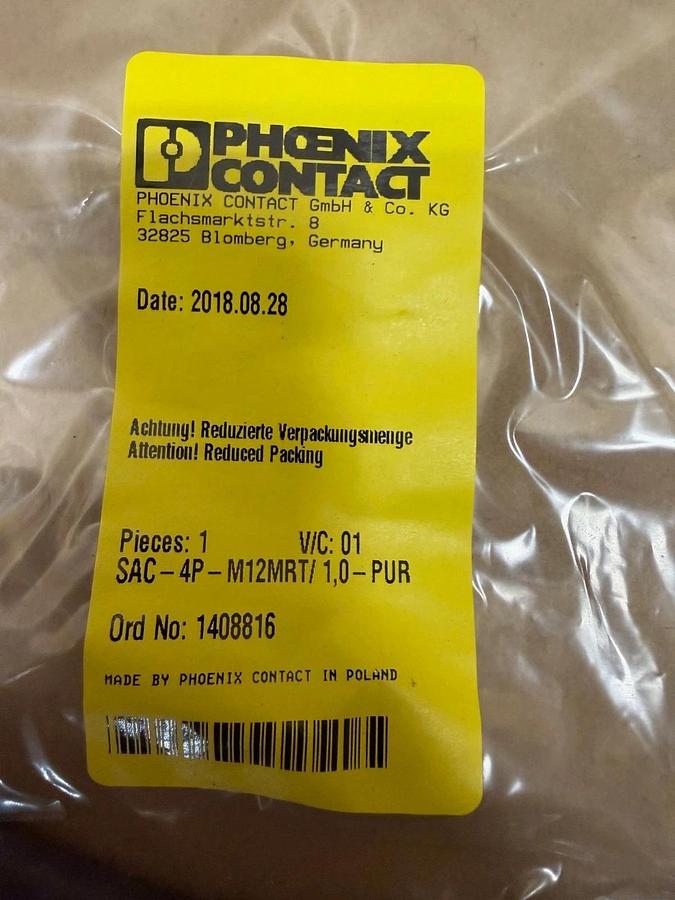 PHŒNIX
CONTACT
PHOENIX CONTACT GmbH & Co. KG
Flachsmarktstr. 8
32825 Blomberg, Germany
Date: 2018.08.28
Achtung! Reduzierte Verpackungsmenge
Attention! Reduced Packing
Pieces: 1 V/C: 01
SAC-4P-M12MRT/ 1,0-PUR
Ord No: 1408816
MADE BY PHOENIX CONTACT IN POLAND